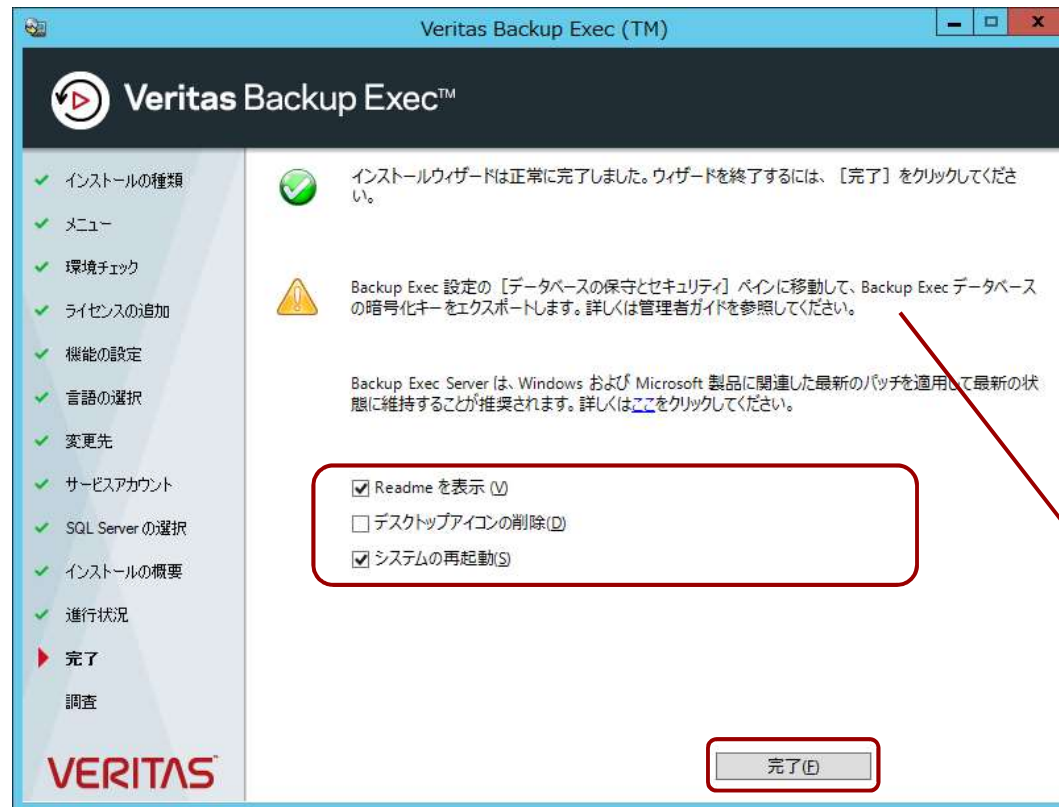 Veritas Backup Exec (TM)
Veritas Backup Exec™
インストールの種類
メニュー
環境チェック
ライセンスの追加
機能の設定
言語の選択
変更先
サービスアカウント
SQL Server の選択
インストールの概要
進行状況
完了
調査
VERITAS
インストールウィザードは正常に完了しました。ウィザードを終了するには、［完了］をクリックしてくださ
い。
Backup Exec 設定の［データベースの保守とセキュリティ］ペインに移動して、Backup Exec データベース
の暗号化キーをエクスポートします。詳しくは管理者ガイドを参照してください。
Backup Exec Server は、Windows および Microsoft 製品に関連した最新のパッチを適用して最新の状
態に維持することが推奨されます。詳しくはここをクリックしてください。
Readme を表示 (V)
デスクトップアイコンの削除(D)
システムの再起動(S)
完了(F)